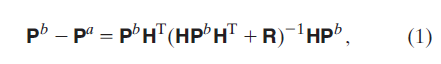 Pᵇ − Pᵃ = PᵇHᵀ(HPᵇHᵀ + R)⁻¹HPᵇ, (1)